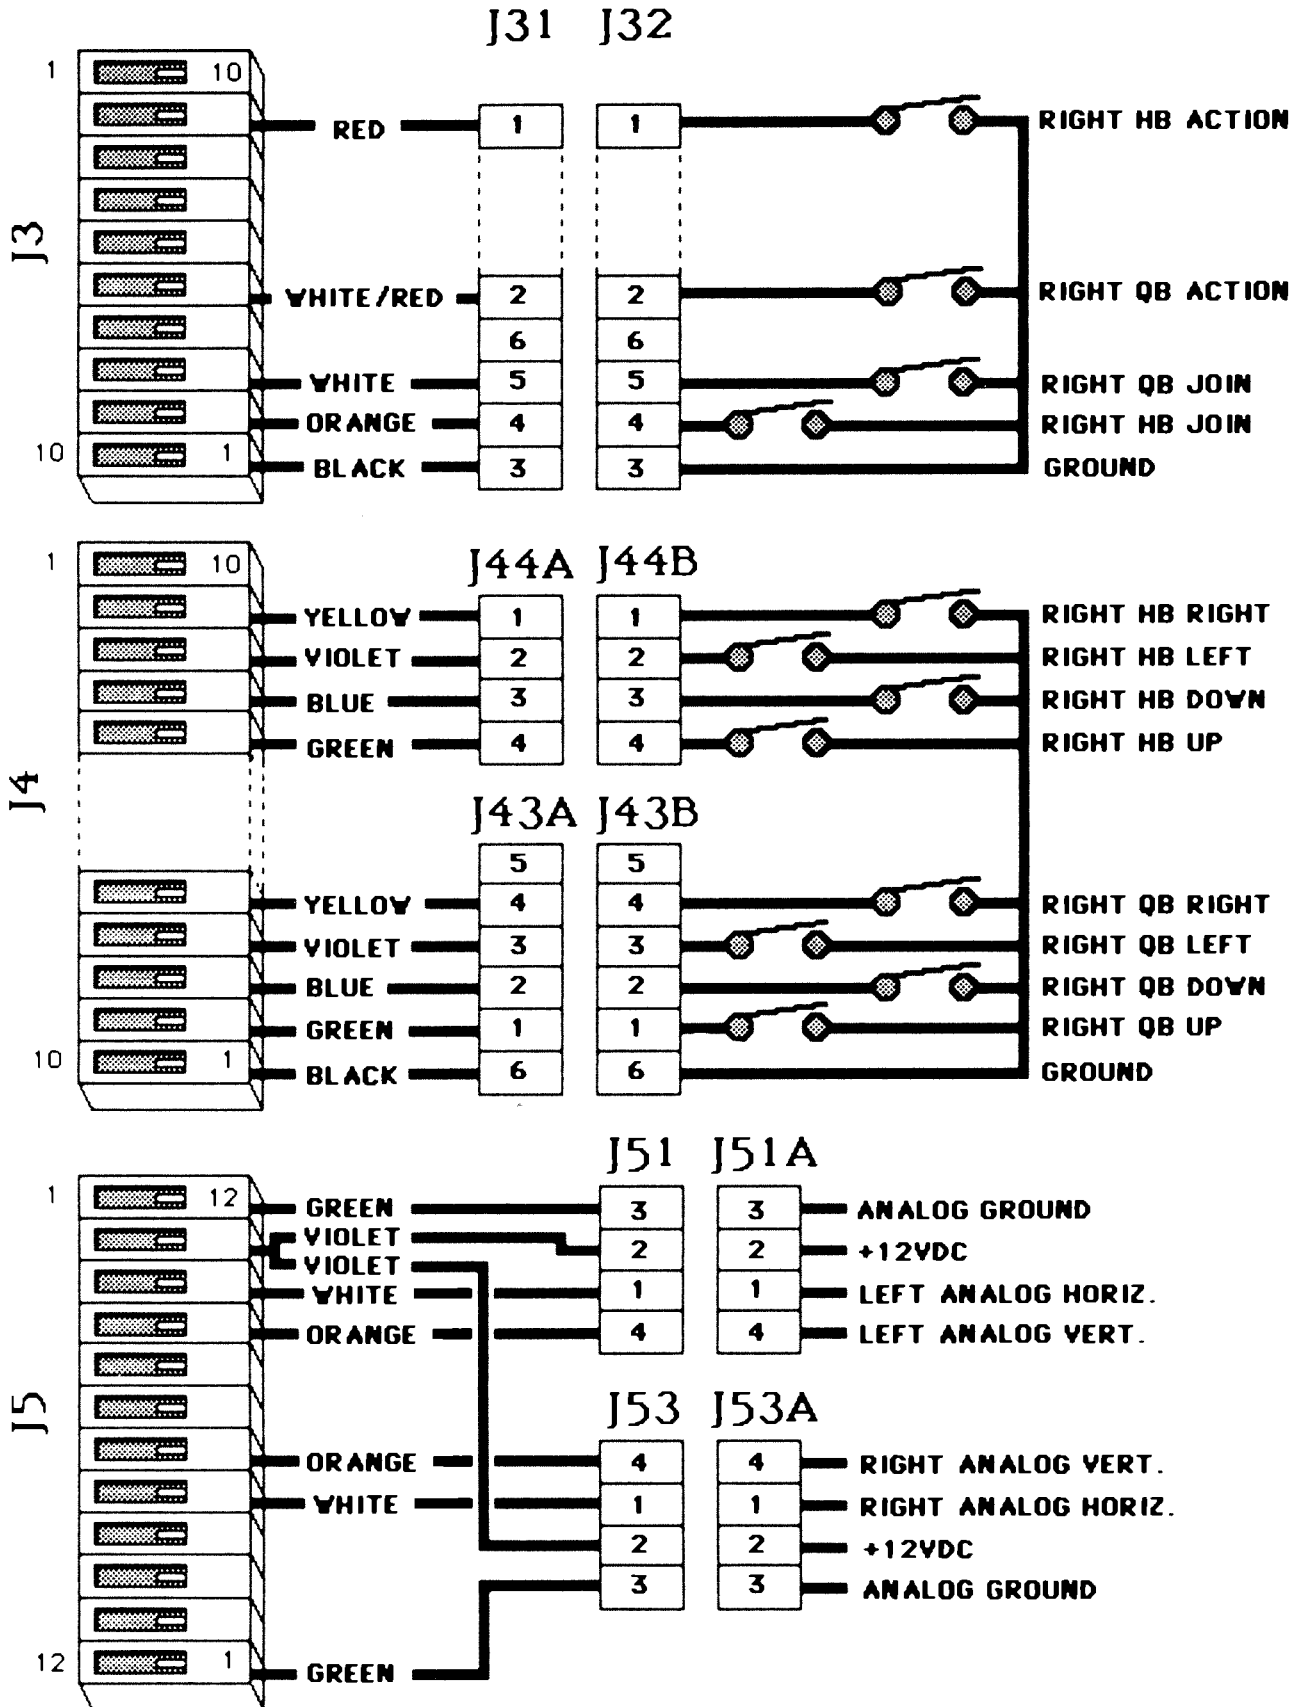 J31 J32
1 10
RED 1 1 RIGHT HB ACTION
J3
WHITE/RED 2 2 RIGHT QB ACTION
6 6
WHITE 5 5 RIGHT QB JOIN
ORANGE 4 4 RIGHT HB JOIN
10 1 BLACK 3 3 GROUND
J44A J44B
1 10
YELLOW 1 1 RIGHT HB RIGHT
VIOLET 2 2 RIGHT HB LEFT
BLUE 3 3 RIGHT HB DOWN
GREEN 4 4 RIGHT HB UP
J4
J43A J43B
5 5
YELLOW 4 4 RIGHT QB RIGHT
VIOLET 3 3 RIGHT QB LEFT
BLUE 2 2 RIGHT QB DOWN
GREEN 1 1 RIGHT QB UP
10 1 BLACK 6 6 GROUND
J51 J51A
1 12 GREEN 3 3 ANALOG GROUND
VIOLET 2 2 +12VDC
VIOLET
WHITE 1 1 LEFT ANALOG HORIZ.
ORANGE 4 4 LEFT ANALOG VERT.
J5
J53 J53A
ORANGE 4 4 RIGHT ANALOG VERT.
WHITE 1 1 RIGHT ANALOG HORIZ.
2 2 +12VDC
3 3 ANALOG GROUND
12 1 GREEN